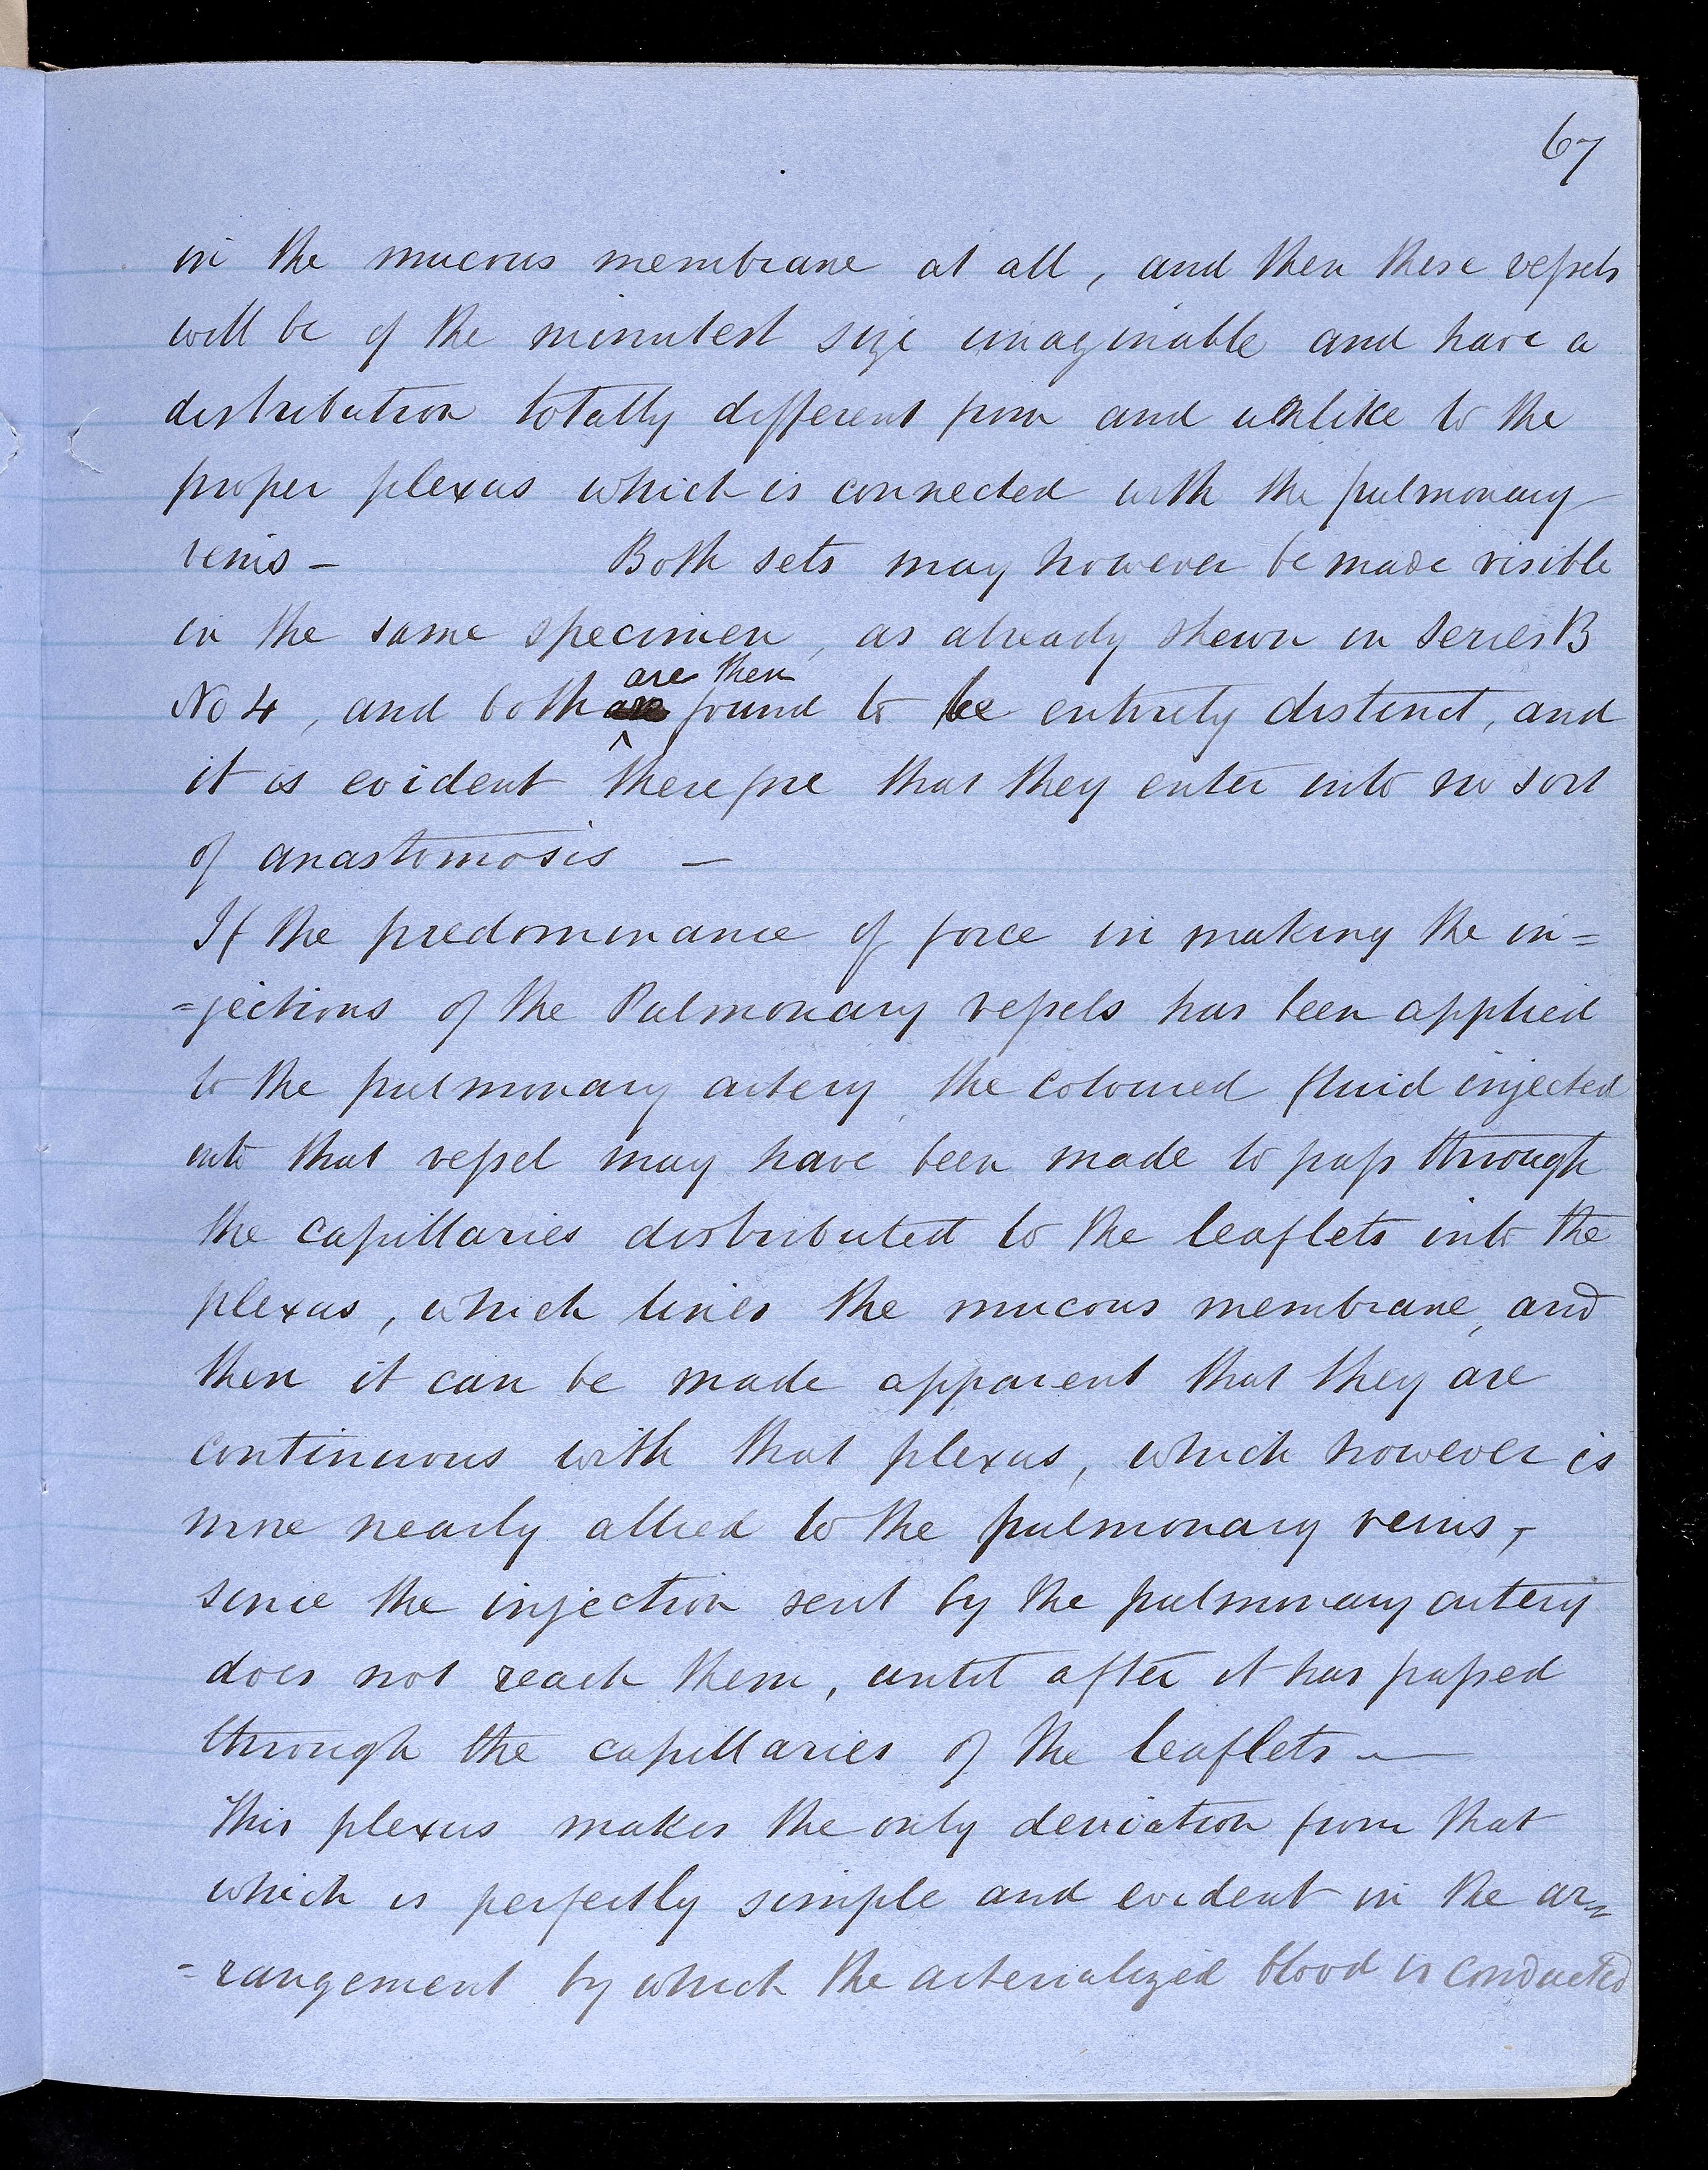 67
in the mucous membrane at all, and then these vessels
will be of the minutest size imaginable and have a
distribution totally different from and unlike to the
proper plexus which is connected with the pulmonary
veins – Both sets may however be made visible
in the same specimen, as already shewn in Series B
are then
No 4, and both found to be entirely distinct, and
it is evident therefore that they enter into no sort
of anastomosis –
If the predominance of force in making the in=
=jections of the Pulmonary vessels has been applied
to the pulmonary artery the coloured fluid injected
into that vessel may have been made to pass through
the capillaries distributed to the leaflets into the
plexus, which lines the mucous membrane, and
then it can be made apparent that they are
continuous with that plexus, which however is
more nearly allied to the pulmonary veins,
since the injection sent by the pulmonary artery
does not reach them, until after it has passed
through the capillaries of the leaflets –
This plexus makes the only deviation from that
which is perfectly simple and evident in the ar=
=rangement by which the arterialized blood is conducted